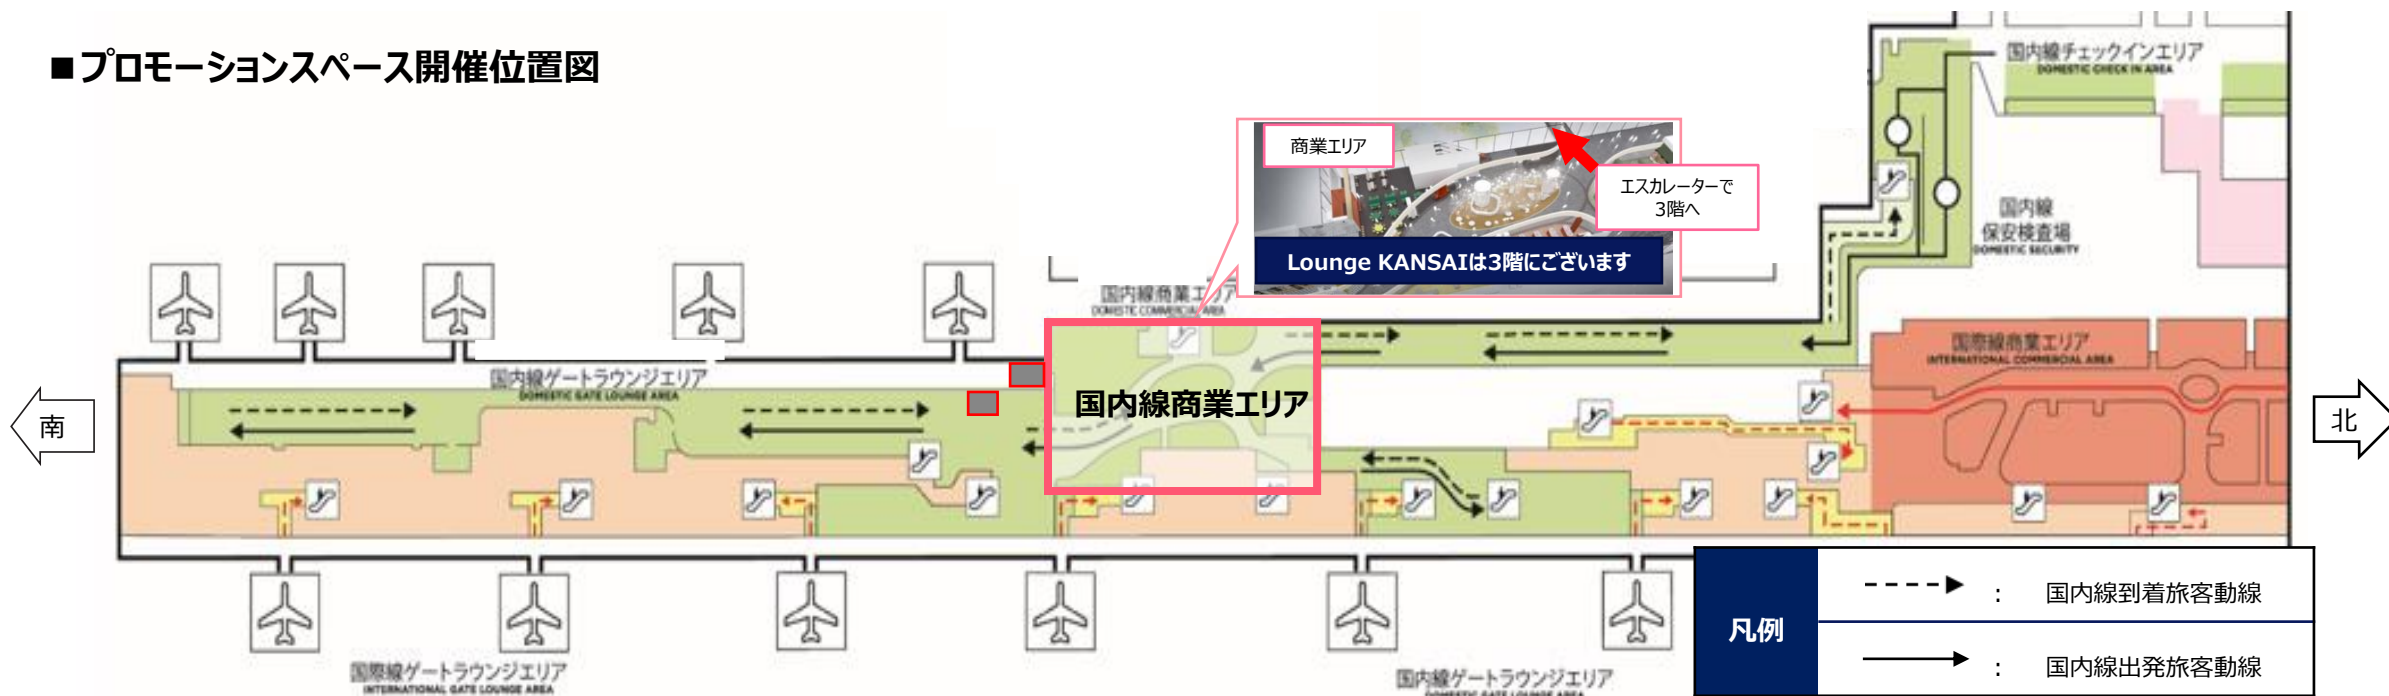 ■プロモーションスペース開催位置図
国内線チェックインエリア
DOMESTIC CHECK IN AREA
商業エリア
エスカレーターで
3階へ
Lounge KANSAIは3階にございます
国内線
保安検査場
DOMESTIC SECURITY
国内線商業エリア
DOMESTIC COMMERCIAL AREA
国際線商業エリア
INTERNATIONAL COMMERCIAL AREA
国内線ゲートラウンジエリア
DOMESTIC GATE LOUNGE AREA
国内線商業エリア
南
北
国際線ゲートラウンジエリア
INTERNATIONAL GATE LOUNGE AREA
国内線ゲートラウンジエリア
DOMESTIC GATE LOUNGE AREA
凡例
： 国内線到着旅客動線
： 国内線出発旅客動線